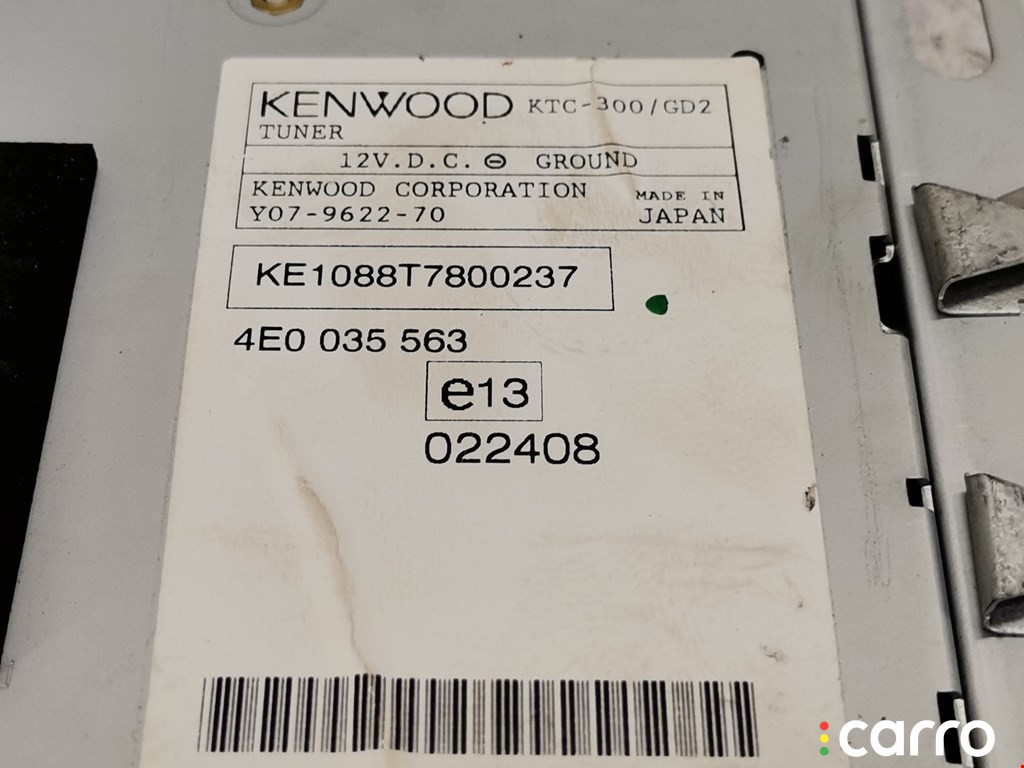 KENWOOD KTC-300/GD2
TUNER
12V.D.C. ⊖ GROUND
KENWOOD CORPORATION MADE IN
Y07-9622-70 JAPAN
KE1088T7800237
4E0 035 563
e13
022408
carro